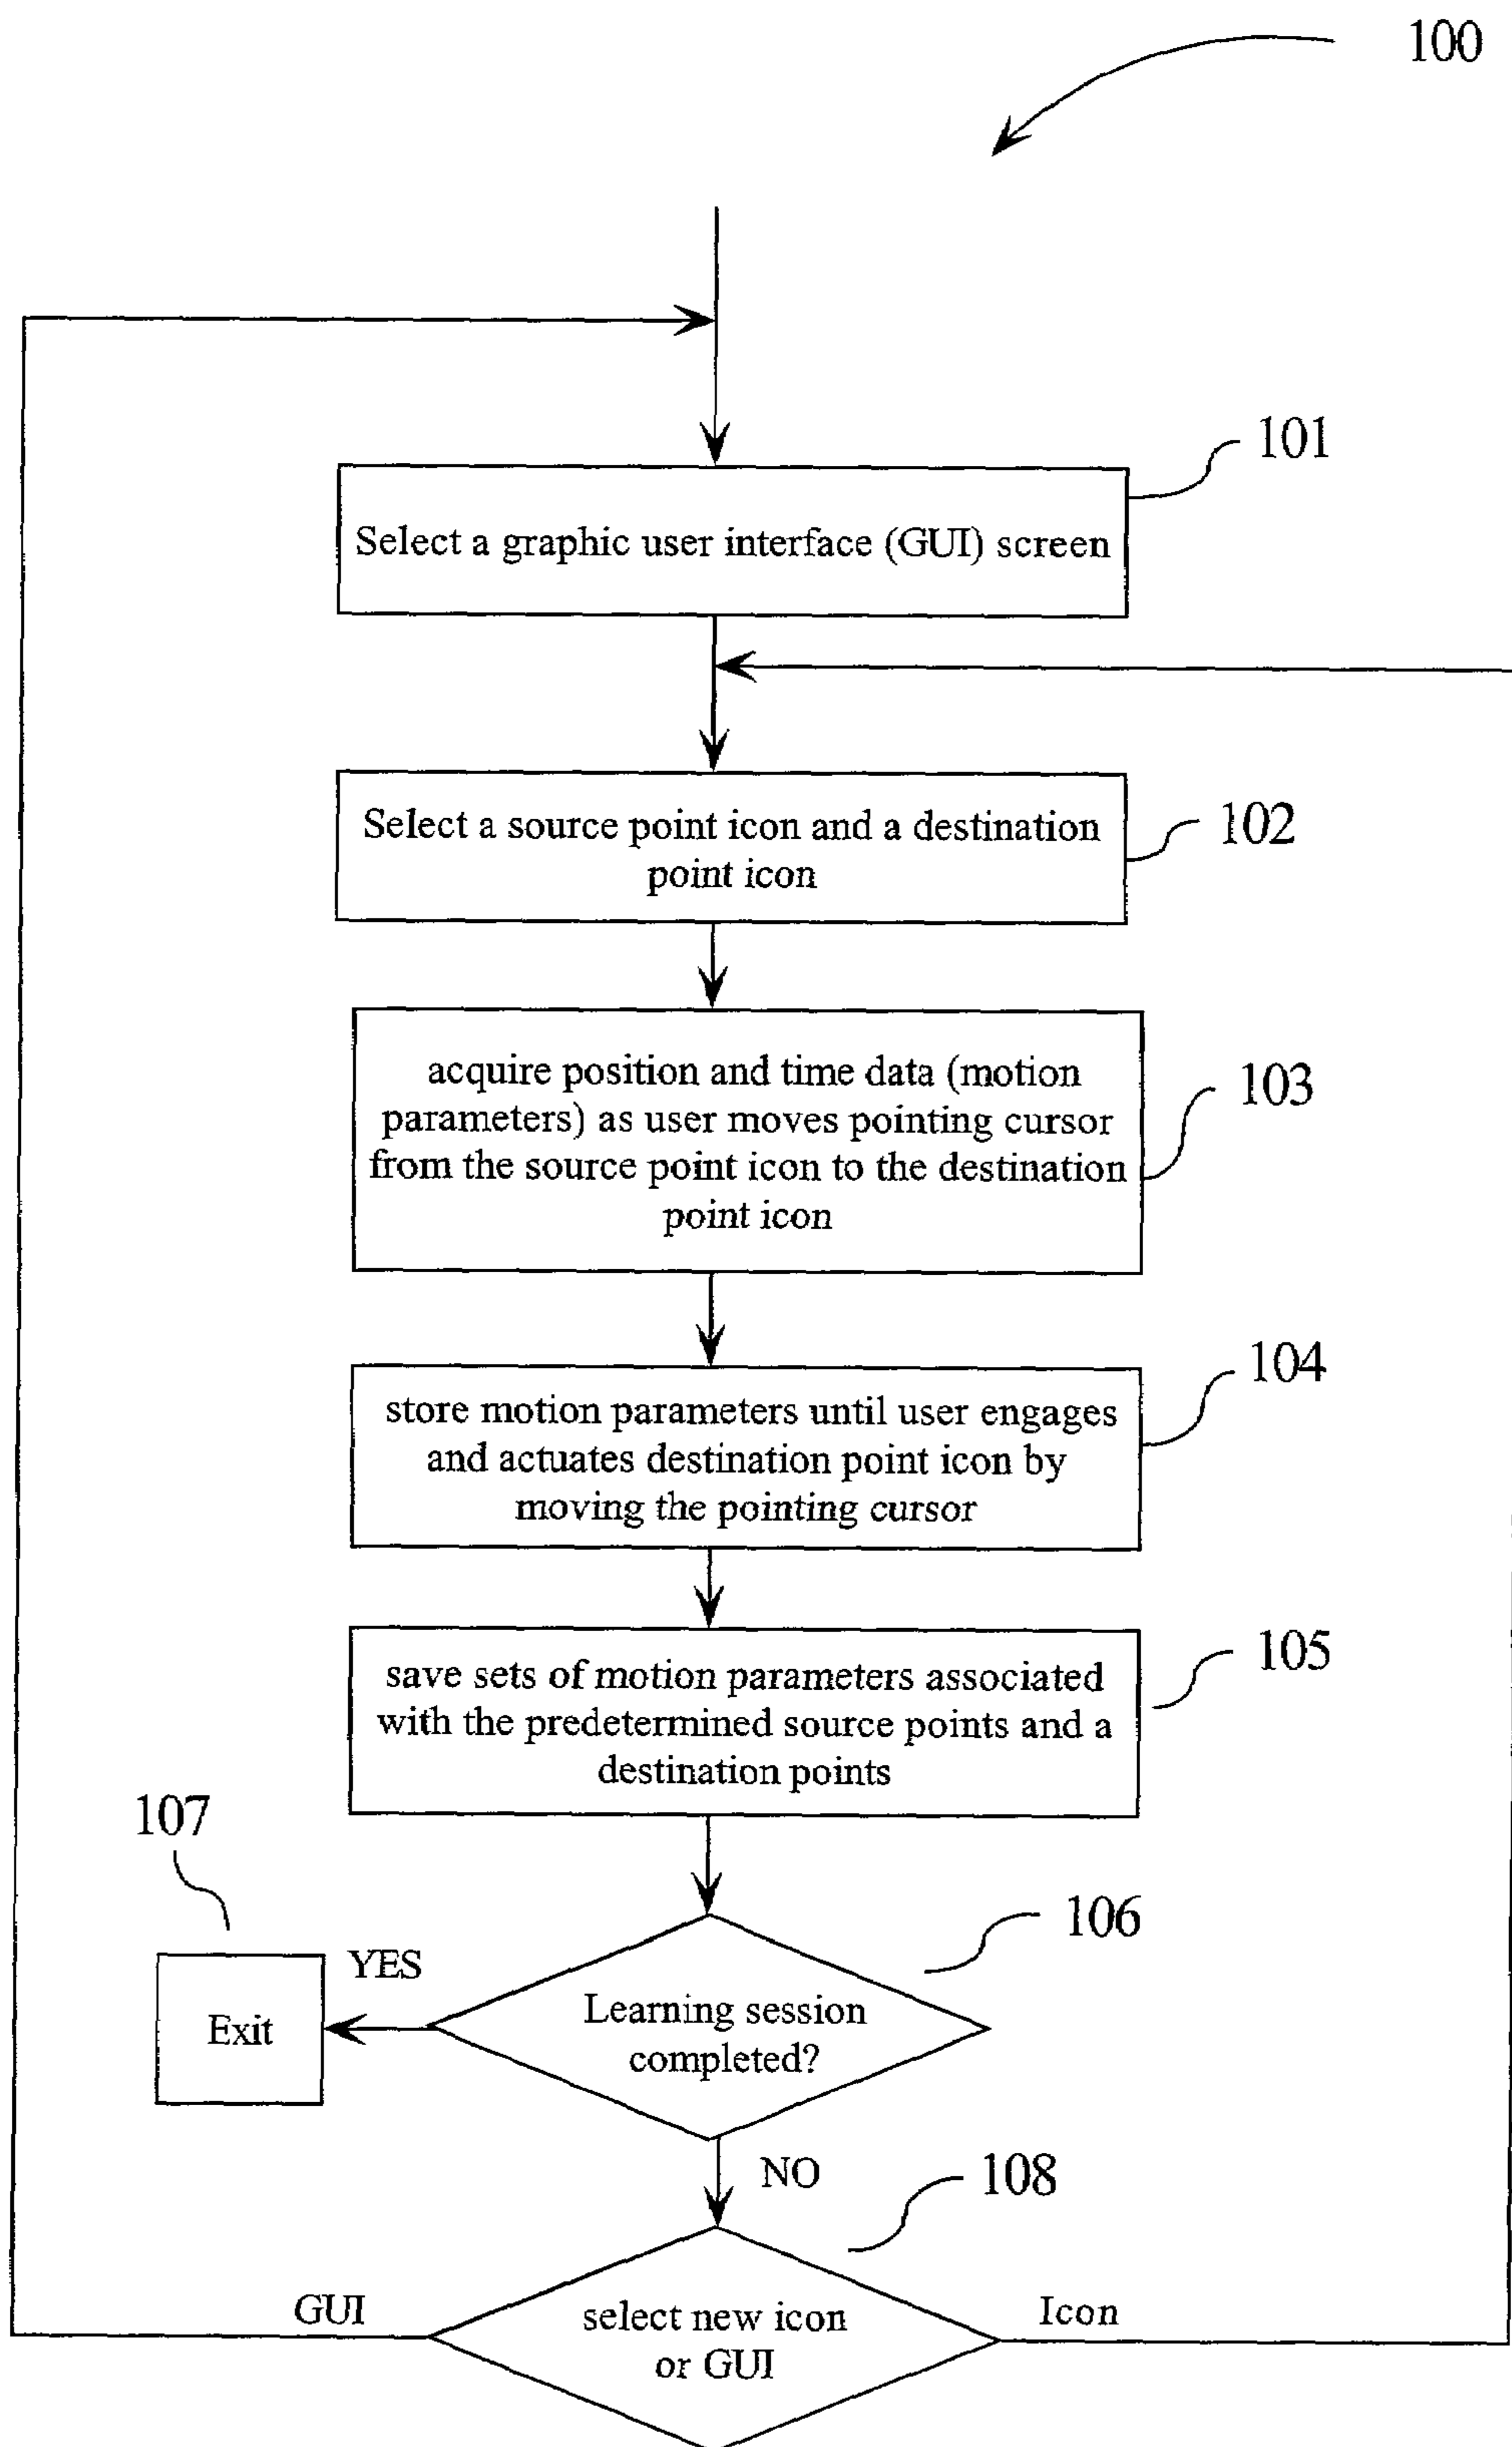 100
101
Select a graphic user interface (GUI) screen
102
Select a source point icon and a destination
point icon
103
acquire position and time data (motion
parameters) as user moves pointing cursor
from the source point icon to the destination
point icon
104
store motion parameters until user engages
and actuates destination point icon by
moving the pointing cursor
105
save sets of motion parameters associated
with the predetermined source points and a
destination points
107
106
YES
Exit
Learning session
completed?
NO
108
GUI
select new icon
or GUI
Icon